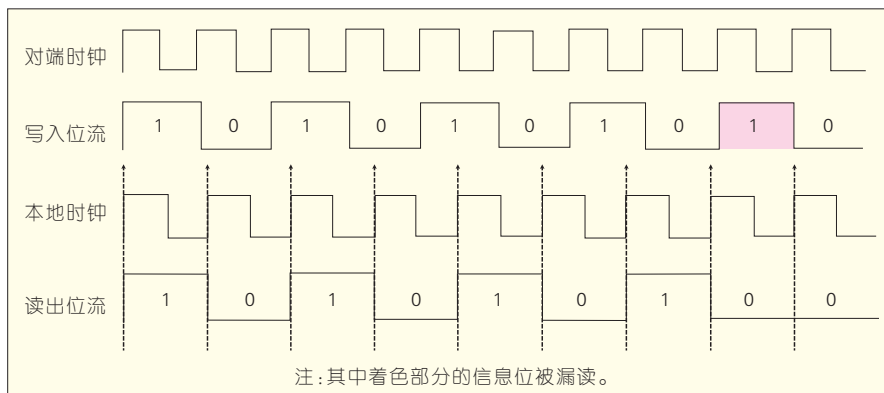 对端时钟
写入位流 1 0 1 0 1 0 1 0 1 0
本地时钟
读出位流 1 0 1 0 1 0 1 0 0
注:其中着色部分的信息位被漏读。